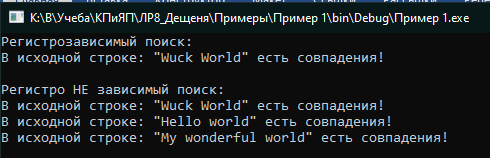 K:\В\Учеба\КПиЯП\ЛР8_Дещеня\Примеры\Пример 1\bin\Debug\Пример 1.exe
Регистрозависимый поиск:
В исходной строке: "Wuck World" есть совпадения!
Регистро НЕ зависимый поиск:
В исходной строке: "Wuck World" есть совпадения!
В исходной строке: "Hello world" есть совпадения!
В исходной строке: "My wonderful world" есть совпадения!